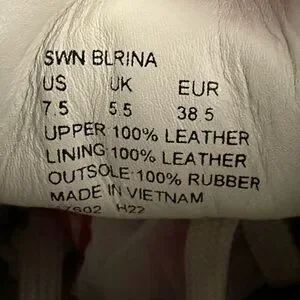 SWN BLRINA
US UK EUR
7.5 5.5 38.5
UPPER 100% LEATHER
LINING:100% LEATHER
OUTSOLE:100% RUBBER
MADE IN VIETNAM
H22